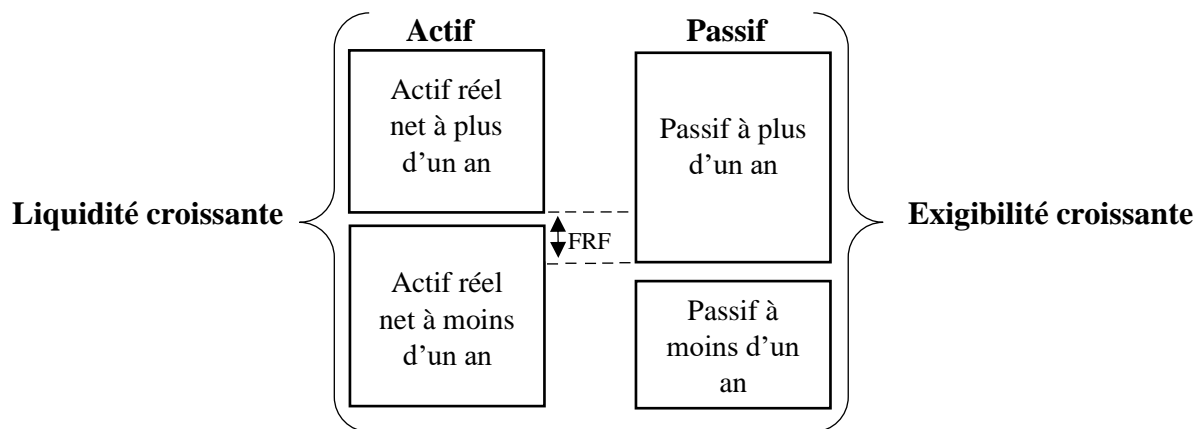 Actif
Passif
Actif réel
net à plus
d’un an
Passif à plus
d’un an
Liquidité croissante
Exigibilité croissante
FRF
Actif réel
net à moins
d’un an
Passif à
moins d’un
an